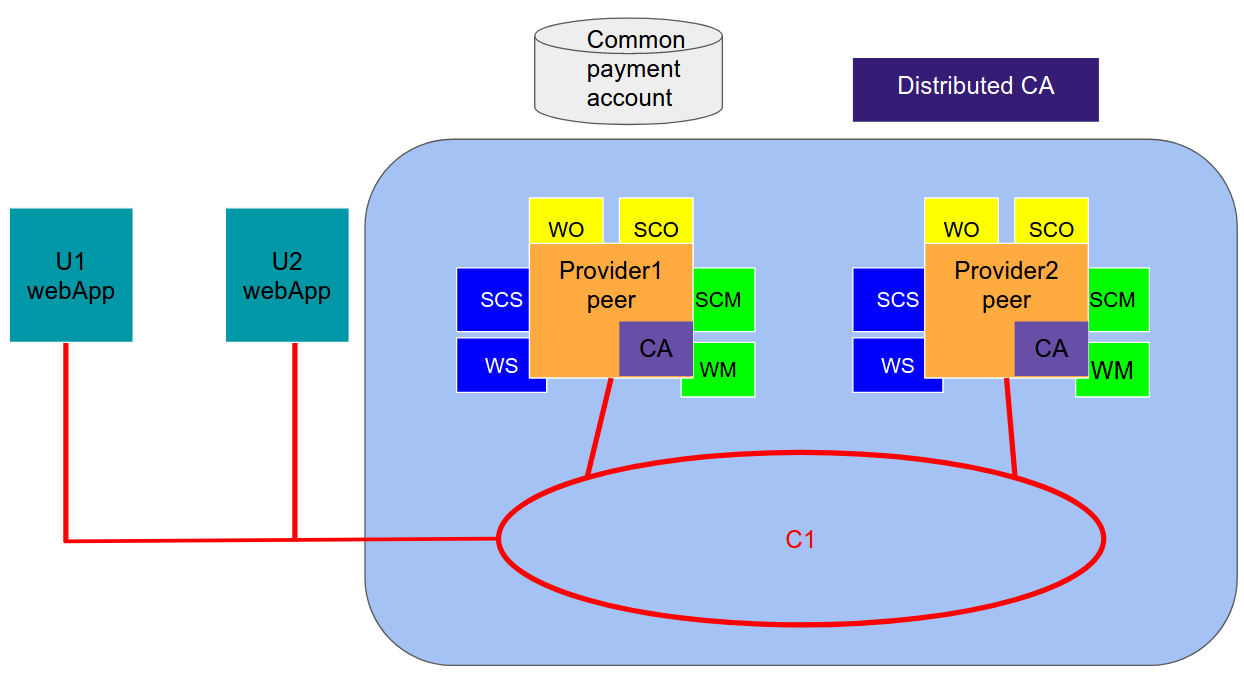 Common
payment
account
Distributed CA
U1
webApp
U2
webApp
WO
SCO
Provider1
peer
SCS
SCM
CA
WS
WM
WO
SCO
Provider2
peer
SCS
SCM
CA
WS
WM
C1